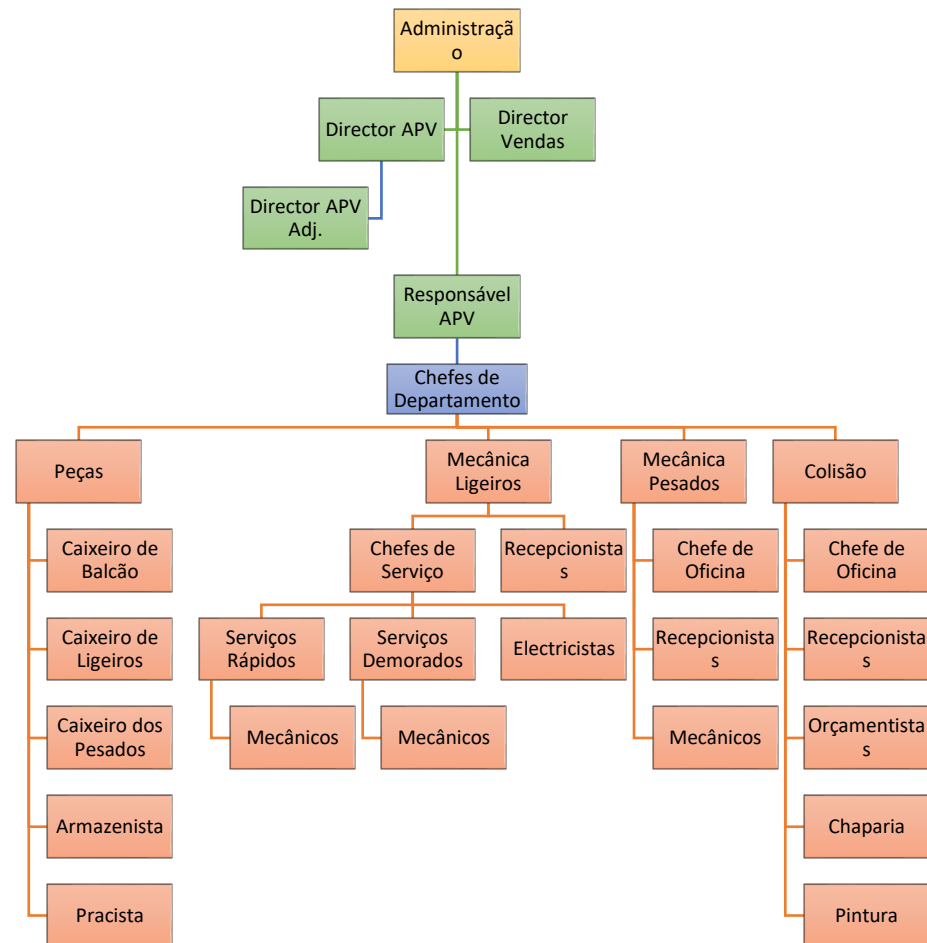 Administraçã
o
Director APV
Director
Vendas
Director APV
Adj.
Responsável
APV
Chefes de
Departamento
Peças
Mecânica
Ligeiros
Mecânica
Pesados
Colisão
Caixeiro de
Balcão
Chefes de
Serviço
Recepcionista
s
Chefe de
Oficina
Chefe de
Oficina
Caixeiro de
Ligeiros
Serviços
Rápidos
Serviços
Demorados
Electricistas
Recepcionista
s
Recepcionista
s
Caixeiro dos
Pesados
Mecânicos
Mecânicos
Mecânicos
Orçamentista
s
Armazenista
Chaparia
Pracista
Pintura